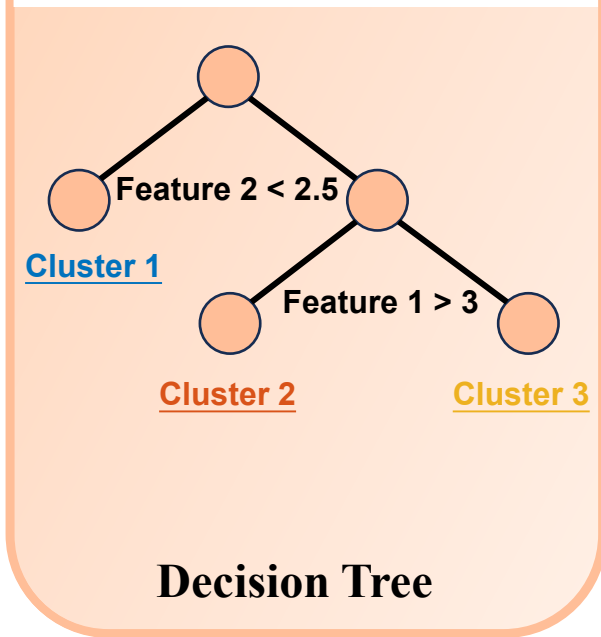 Feature 2 < 2.5
Cluster 1
Feature 1 > 3
Cluster 2
Cluster 3
Decision Tree